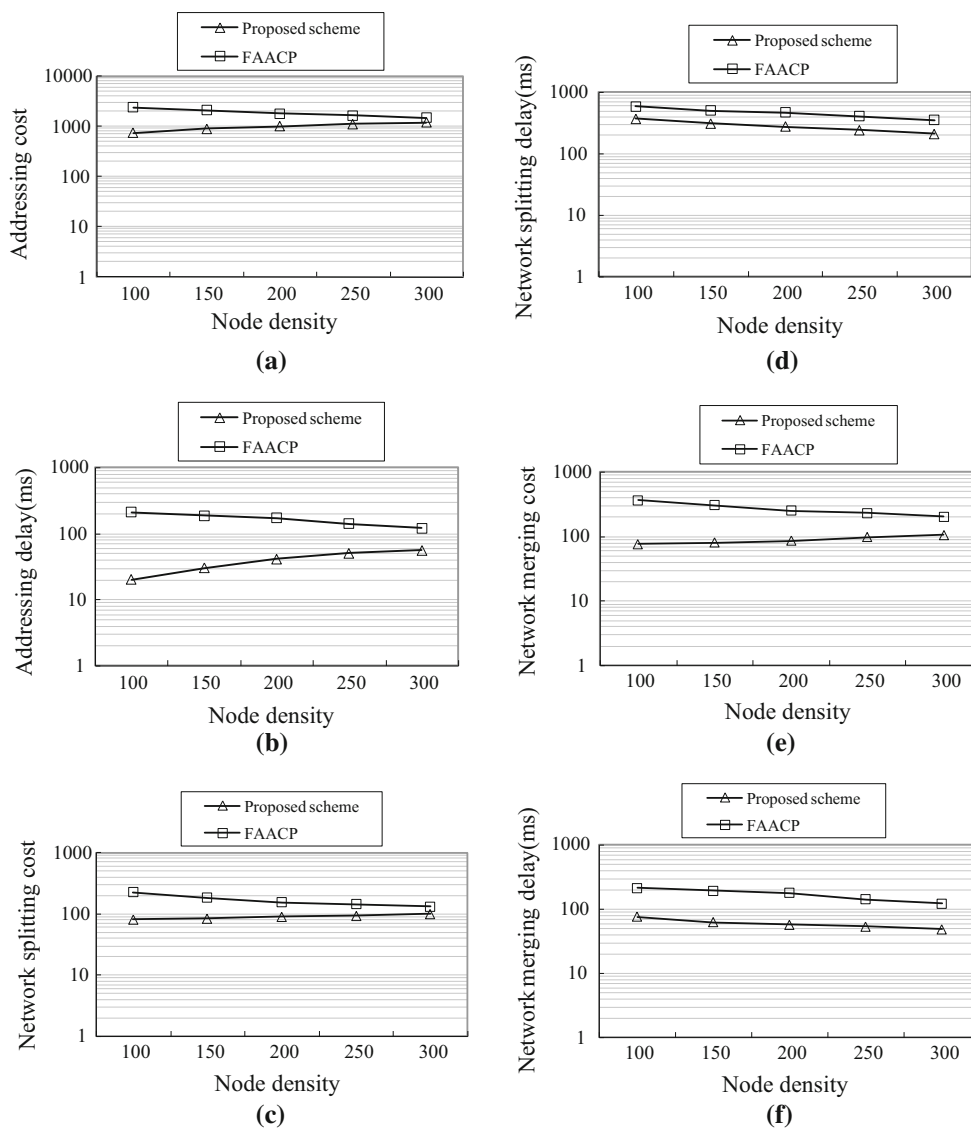 Proposed scheme
FAACP
10000
1000
100
10
1
Addressing cost
100 150 200 250 300
Node density
(a)
Proposed scheme
FAACP
1000
100
10
1
Network splitting delay(ms)
100 150 200 250 300
Node density
(d)
Proposed scheme
FAACP
1000
100
10
1
Addressing delay(ms)
100 150 200 250 300
Node density
(b)
Proposed scheme
FAACP
1000
100
10
1
Network merging cost
100 150 200 250 300
Node density
(e)
Proposed scheme
FAACP
1000
100
10
1
Network splitting cost
100 150 200 250 300
Node density
(c)
Proposed scheme
FAACP
1000
100
10
1
Network merging delay(ms)
100 150 200 250 300
Node density
(f)